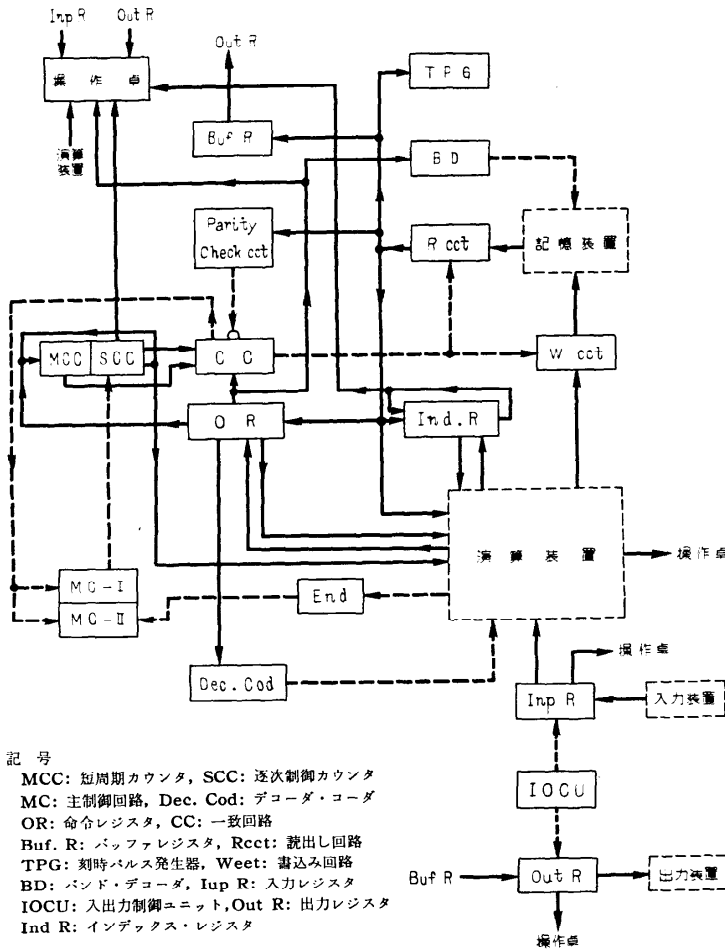 Inp R
Out R
操作卓
演算
装置
Out R
Buf R
TPG
BD
Parity
Check cct
R cct
記憶装置
MCC
SCC
CC
W cct
OR
Ind.R
演算装置
操作卓
MC-I
MC-II
End
Dec.Cod
操作卓
Inp R
入力装置
IOCU
Buf R
Out R
出力装置
操作卓
記 号
MCC: 短周期カウンタ, SCC: 逐次制御カウンタ
MC: 主制御回路, Dec. Cod: デコーダ・コーダ
OR: 命令レジスタ, CC: 一致回路
Buf. R: バッファレジスタ, Rcct: 読出し回路
TPG: 刻時パルス発生器, Weet: 書込み回路
BD: バンド・デコーダ, Iup R: 入力レジスタ
IOCU: 入出力制御ユニット, Out R: 出力レジスタ
Ind R: インデックス・レジスタ